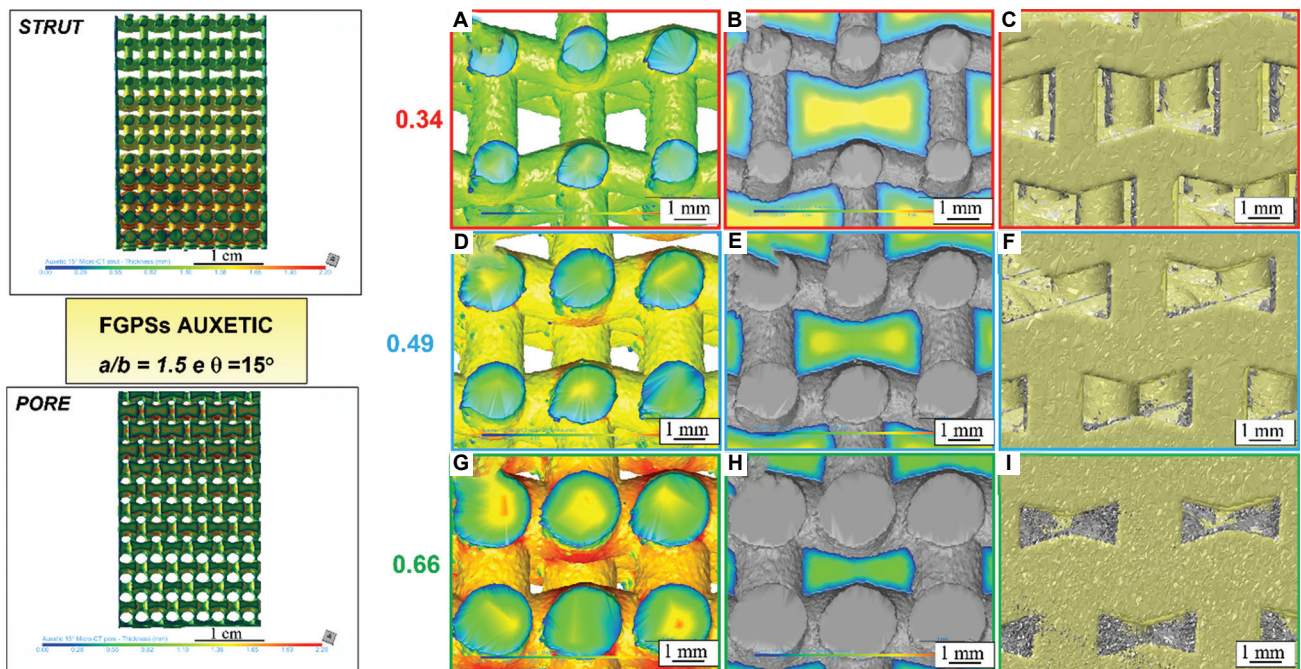 STRUT
1 cm
Auxetic 15° Micro-CT strut - Thickness (mm)
0.00 0.28 0.55 0.83 1.10 1.38 1.65 1.93 2.20
FGPSs AUXETIC
a/b = 1.5 e θ =15°
PORE
1 cm
Auxetic 15° Micro-CT pore - Thickness (mm)
0.00 0.28 0.55 0.83 1.10 1.38 1.65 1.93 2.20
0.34
A
1 mm
B
1 mm
C
1 mm
0.49
D
1 mm
E
1 mm
F
1 mm
0.66
G
1 mm
H
1 mm
I
1 mm